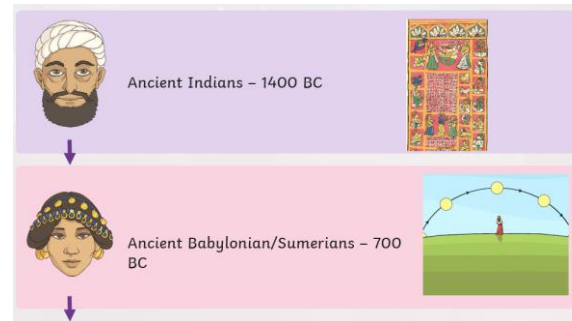 Ancient Indians – 1400 BC
Ancient Babylonian/Sumerians – 700
BC